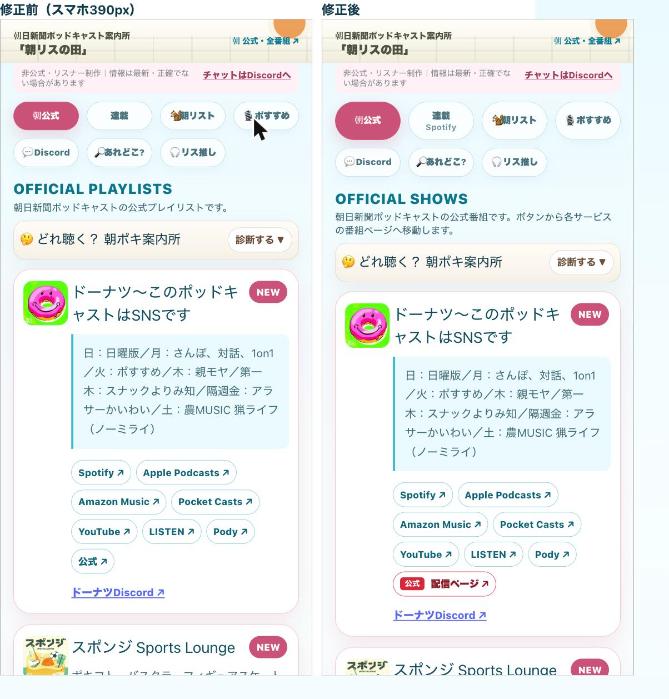 修正前（スマホ390px）
朝日新聞ポッドキャスト案内所
「朝リスの田」
公式・全番組 ↗
非公式・リスナー制作｜情報は最新・正確でな
い場合があります
チャットはDiscordへ
公式
連載
朝リスト
ポすすめ
Discord
あれどこ?
リス推し
OFFICIAL PLAYLISTS
朝日新聞ポッドキャストの公式プレイリストです。
🤔 どれ聴く？ 朝ポキ案内所
診断する ▼
ドーナツ〜このポッドキ
ャストはSNSです
NEW
日：日曜版／月：さんぽ、対話、1on1
／火：ポすすめ／木：親モヤ／第一
木：スナックよりみ知／隔週金：アラ
サーかいわい／土：農MUSIC 猟ライフ
（ノーミライ）
Spotify ↗
Apple Podcasts ↗
Amazon Music ↗
Pocket Casts ↗
YouTube ↗
LISTEN ↗
Pody ↗
公式 ↗
ドーナツDiscord ↗
スポンジ
スポンジ Sports Lounge
NEW
修正後
朝日新聞ポッドキャスト案内所
「朝リスの田」
公式・全番組 ↗
非公式・リスナー制作｜情報は最新・正確でな
い場合があります
チャットはDiscordへ
公式
連載
Spotify
朝リスト
ポすすめ
Discord
あれどこ?
リス推し
OFFICIAL SHOWS
朝日新聞ポッドキャストの公式番組です。ボタンから各サービス
の番組ページへ移動します。
🤔 どれ聴く？ 朝ポキ案内所
診断する ▼
ドーナツ〜このポッドキ
ャストはSNSです
NEW
日：日曜版／月：さんぽ、対話、1on1
／火：ポすすめ／木：親モヤ／第一
木：スナックよりみ知／隔週金：アラ
サーかいわい／土：農MUSIC 猟ライフ
（ノーミライ）
Spotify ↗
Apple Podcasts ↗
Amazon Music ↗
Pocket Casts ↗
YouTube ↗
LISTEN ↗
Pody ↗
公式 配信ページ ↗
ドーナツDiscord ↗
スポンジ
スポンジ Sports Lounge
NEW